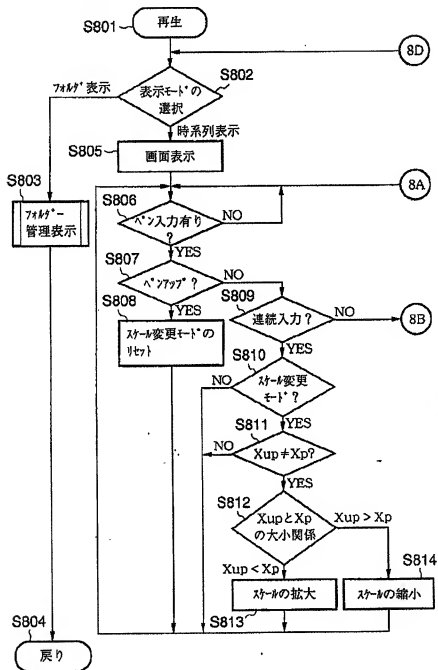 S801
再生
8D
S802
フォルダ表示
表示モードの
選択
時系列表示
S805
画面表示
S803
フォルダー
管理表示
8A
S806
ペン入力有り
?
NO
YES
S807
ペンアップ?
NO
YES
S808
スケール変更モードの
リセット
S809
連続入力?
NO
8B
YES
S810
スケール変更
モード?
NO
YES
S811
Xup≠Xp?
NO
YES
S812
XupとXp
の大小関係
Xup>Xp
Xup<Xp
S814
スケールの拡大
スケールの縮小
S813
S804
戻り